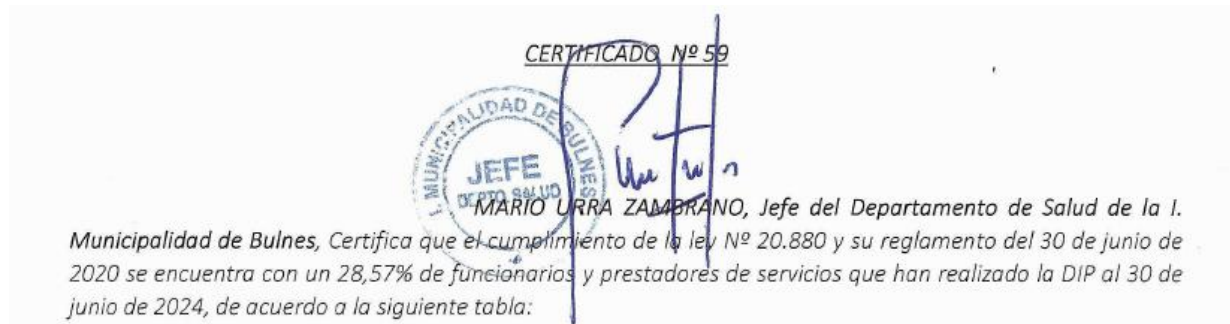 CERTIFICADO Nº 59
I. MUNICIPALIDAD DE BULNES
JEFE
DEPTO SALUD
MARIO URRA ZAMBRANO, Jefe del Departamento de Salud de la I.
Municipalidad de Bulnes, Certifica que el cumplimiento de la ley Nº 20.880 y su reglamento del 30 de junio de
2020 se encuentra con un 28,57% de funcionarios y prestadores de servicios que han realizado la DIP al 30 de
junio de 2024, de acuerdo a la siguiente tabla: